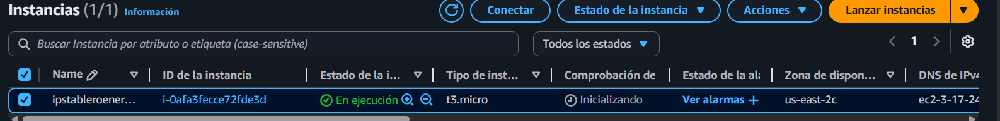 Instancias (1/1) Información Conectar Estado de la instancia Acciones Lanzar instancias
Buscar Instancia por atributo o etiqueta (case-sensitive) Todos los estados 1
Name ID de la instancia Estado de la i... Tipo de inst... Comprobación de Estado de la ala Zona de dispon... DNS de IPv4
ipstableroener... i-0afa3fecce72fde3d En ejecución t3.micro Inicializando Ver alarmas + us-east-2c ec2-3-17-24